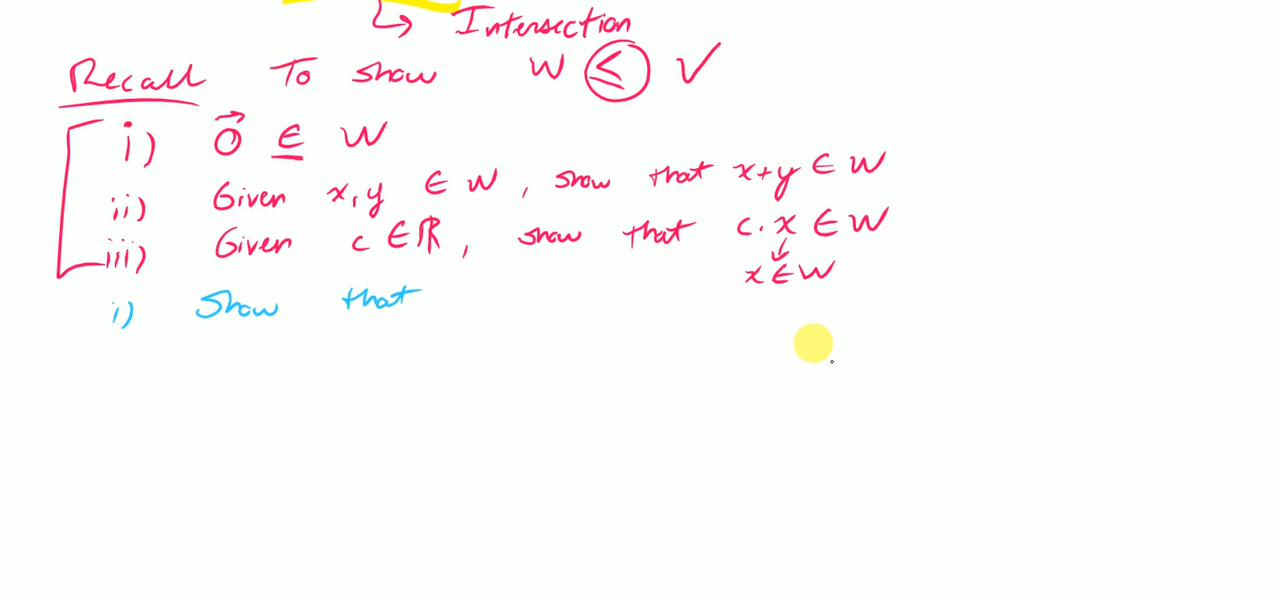 ↳ Intersection
Recall To show W ≤ V
i) 0⃗ ∈ W
ii) Given x, y ∈ W, show that x+y ∈ W
iii) Given c ∈ ℝ, show that c.x ∈ W
↓
x ∈ W
i) Show that